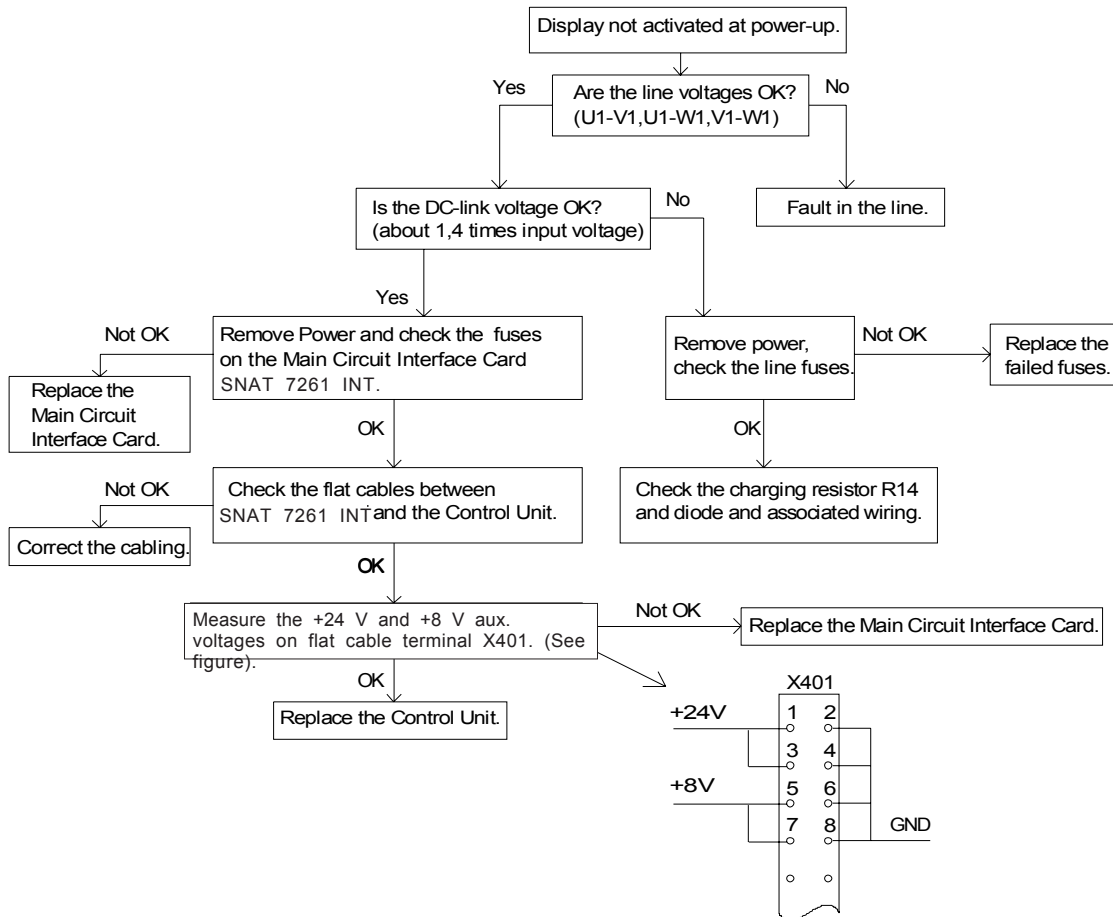 Display not activated at power-up.
Yes
Are the line voltages OK?
(U1-V1,U1-W1,V1-W1)
No
Is the DC-link voltage OK?
(about 1,4 times input voltage)
No
Fault in the line.
Yes
Not OK
Remove Power and check the fuses
on the Main Circuit Interface Card
SNAT 7261 INT.
Remove power,
check the line fuses.
Not OK
Replace the
failed fuses.
Replace the
Main Circuit
Interface Card.
OK
OK
Not OK
Check the flat cables between
SNAT 7261 INT and the Control Unit.
Check the charging resistor R14
and diode and associated wiring.
Correct the cabling.
OK
Measure the +24 V and +8 V aux.
voltages on flat cable terminal X401. (See
figure).
Not OK
Replace the Main Circuit Interface Card.
OK
Replace the Control Unit.
X401
+24V
1 2
3 4
+8V
5 6
7 8
GND